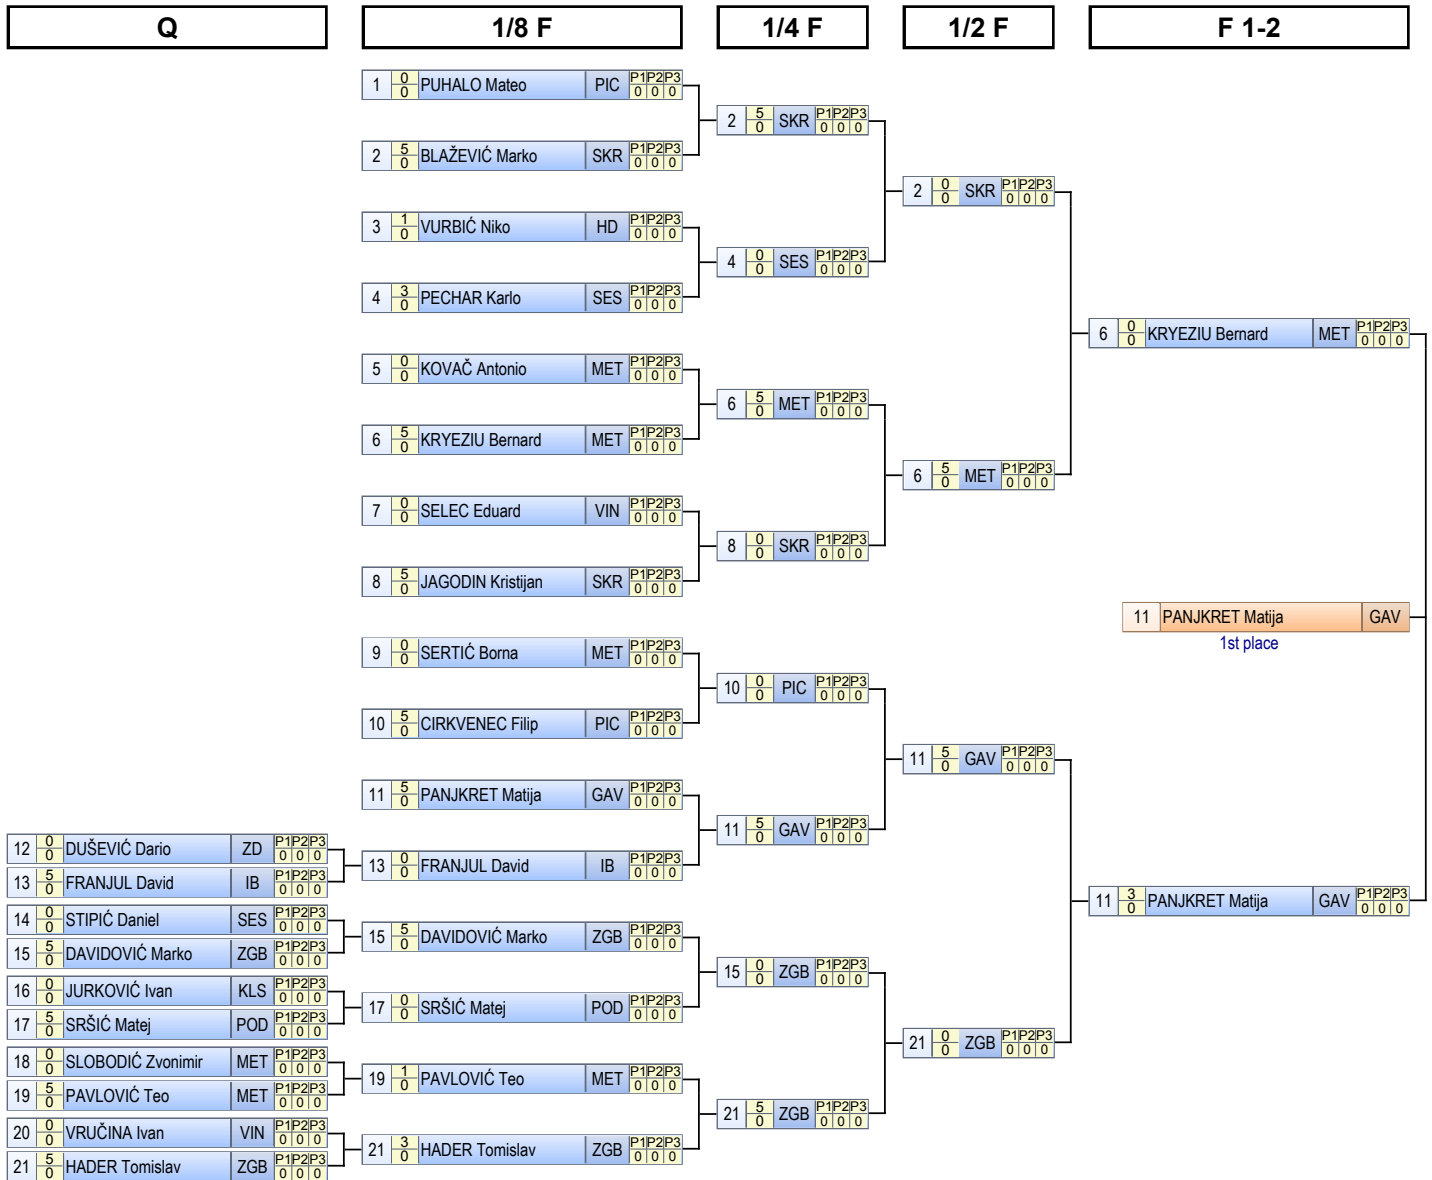 Q 1/8 F 1/4 F 1/2 F F 1-2
1 0 0 PUHALO Mateo PIC P1 P2 P3 0 0 0
2 5 0 SKR P1 P2 P3 0 0 0
2 5 0 BLAŽEVIĆ Marko SKR P1 P2 P3 0 0 0
2 0 0 SKR P1 P2 P3 0 0 0
3 1 0 VURBIĆ Niko HD P1 P2 P3 0 0 0
4 0 0 SES P1 P2 P3 0 0 0
4 3 0 PECHAR Karlo SES P1 P2 P3 0 0 0
6 0 0 KRYEZIU Bernard MET P1 P2 P3 0 0 0
5 0 0 KOVAČ Antonio MET P1 P2 P3 0 0 0
6 5 0 MET P1 P2 P3 0 0 0
6 5 0 KRYEZIU Bernard MET P1 P2 P3 0 0 0
6 5 0 MET P1 P2 P3 0 0 0
7 0 0 SELEC Eduard VIN P1 P2 P3 0 0 0
8 0 0 SKR P1 P2 P3 0 0 0
8 5 0 JAGODIN Kristijan SKR P1 P2 P3 0 0 0
11 PANJKRET Matija GAV
1st place
9 0 0 SERTIĆ Borna MET P1 P2 P3 0 0 0
10 0 0 PIC P1 P2 P3 0 0 0
10 5 0 CIRKVENEC Filip PIC P1 P2 P3 0 0 0
11 5 0 GAV P1 P2 P3 0 0 0
11 5 0 PANJKRET Matija GAV P1 P2 P3 0 0 0
11 5 0 GAV P1 P2 P3 0 0 0
12 0 0 DUŠEVIĆ Dario ZD P1 P2 P3 0 0 0
13 0 0 FRANJUL David IB P1 P2 P3 0 0 0
13 5 0 FRANJUL David IB P1 P2 P3 0 0 0
11 3 0 PANJKRET Matija GAV P1 P2 P3 0 0 0
14 0 0 STIPIĆ Daniel SES P1 P2 P3 0 0 0
15 5 0 DAVIDOVIĆ Marko ZGB P1 P2 P3 0 0 0
15 5 0 DAVIDOVIĆ Marko ZGB P1 P2 P3 0 0 0
15 0 0 ZGB P1 P2 P3 0 0 0
16 0 0 JURKOVIĆ Ivan KLS P1 P2 P3 0 0 0
17 0 0 SRŠIĆ Matej POD P1 P2 P3 0 0 0
17 5 0 SRŠIĆ Matej POD P1 P2 P3 0 0 0
21 0 0 ZGB P1 P2 P3 0 0 0
18 0 0 SLOBODIĆ Zvonimir MET P1 P2 P3 0 0 0
19 1 0 PAVLOVIĆ Teo MET P1 P2 P3 0 0 0
19 5 0 PAVLOVIĆ Teo MET P1 P2 P3 0 0 0
21 5 0 ZGB P1 P2 P3 0 0 0
20 0 0 VRUČINA Ivan VIN P1 P2 P3 0 0 0
21 3 0 HADER Tomislav ZGB P1 P2 P3 0 0 0
21 5 0 HADER Tomislav ZGB P1 P2 P3 0 0 0